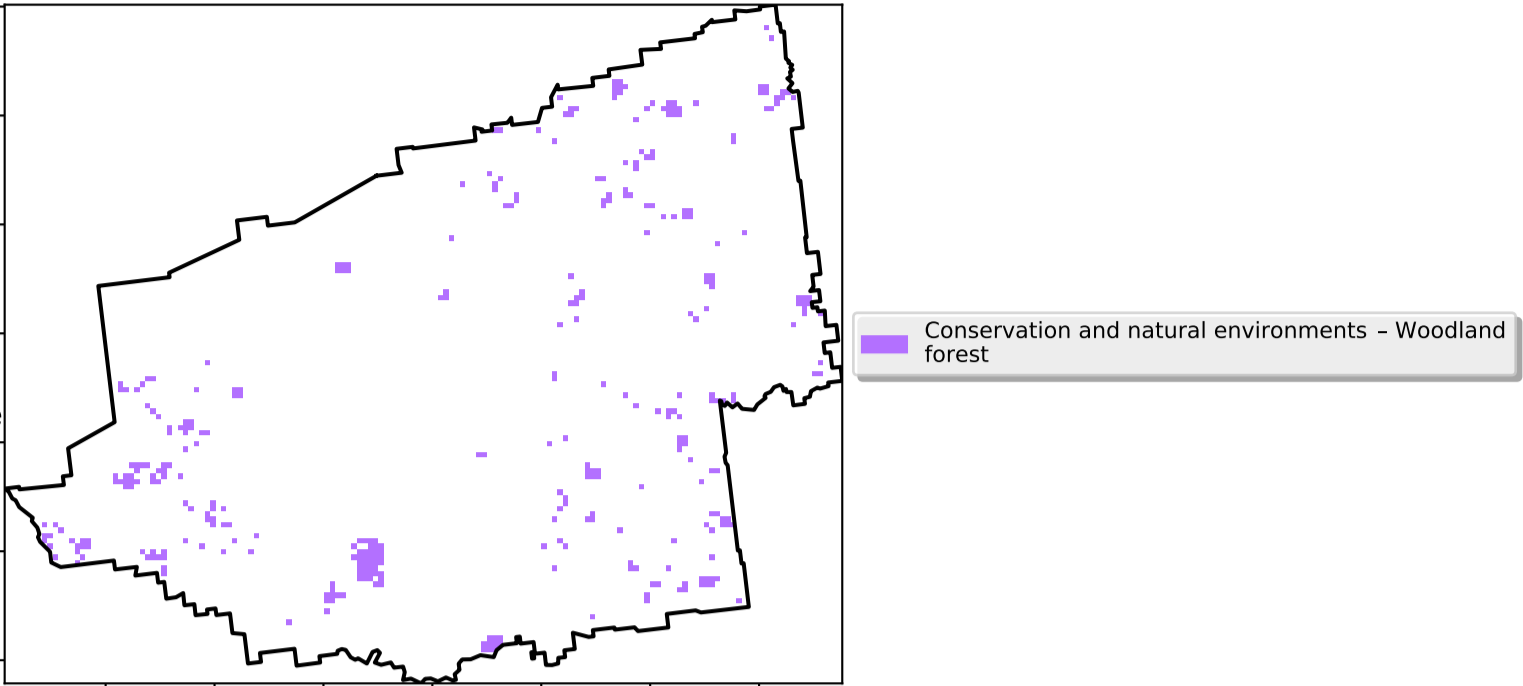 Conservation and natural environments – Woodland
forest